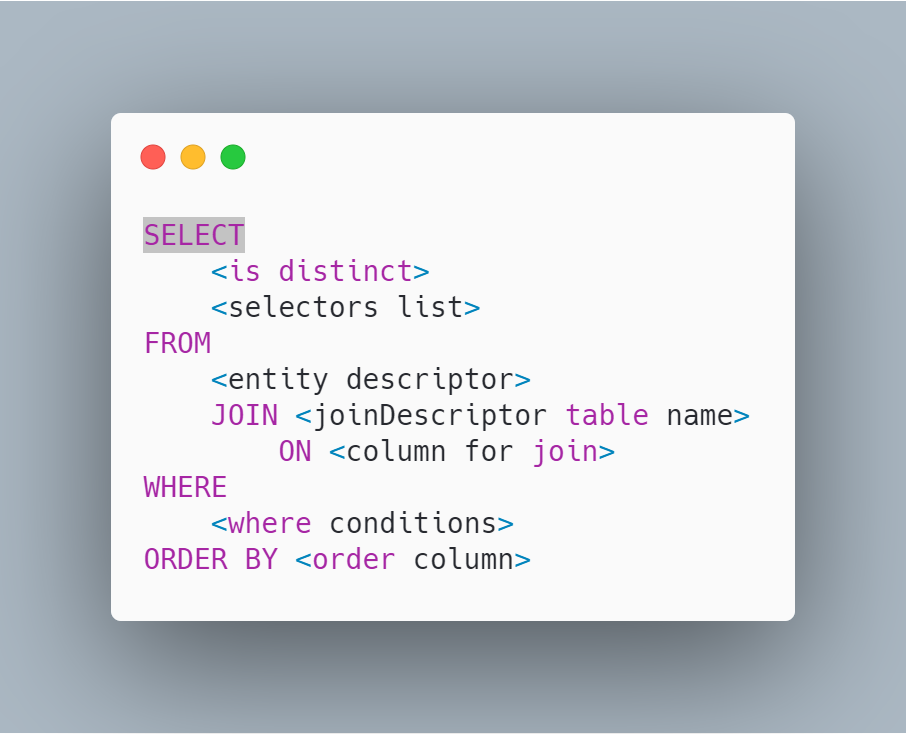 SELECT
    <is distinct>
    <selectors list>
FROM
    <entity descriptor>
    JOIN <joinDescriptor table name>
        ON <column for join>
WHERE
    <where conditions>
ORDER BY <order column>